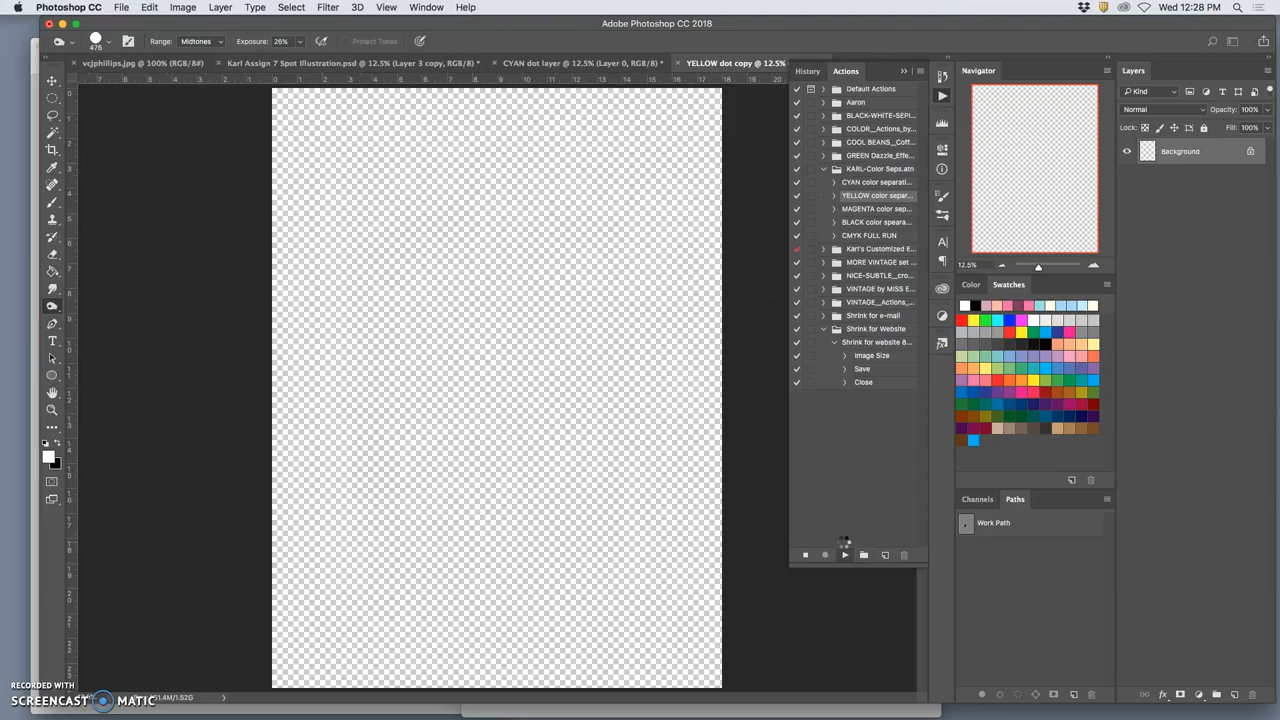 Photoshop CC File Edit Image Layer Type Select Filter 3D View Window Help Wed 12:28 PM
Adobe Photoshop CC 2018
476 Range: Midtones Exposure: 26% Protect Tones
vcjphillips.jpg @ 100% (RGB/8#) Karl Assign 7 Spot Illustration.psd @ 12.5% (Layer 3 copy, RGB/8) * CYAN dot layer @ 12.5% (Layer 0, RGB/8) * YELLOW dot copy @ 12.5%
History Actions
Default Actions
Aaron
BLACK-WHITE-SEPI...
COLOR__Actions_by...
COOL BEANS__Coff...
GREEN Dazzle_Effe...
KARL-Color Seps.atn
CYAN color separati...
YELLOW color separ...
MAGENTA color sep...
BLACK color speara...
CMYK FULL RUN
Karl's Customized E...
MORE VINTAGE set ...
NICE-SUBTLE__cro...
VINTAGE by MISS E...
VINTAGE__Actions_...
Shrink for e-mail
Shrink for Website
Shrink for website 8...
Image Size
Save
Close
Navigator
12.5%
Color Swatches
Channels Paths
Work Path
Layers
Kind
Normal Opacity: 100%
Lock: Fill: 100%
Background
RECORDED WITH
SCREENCAST MATIC